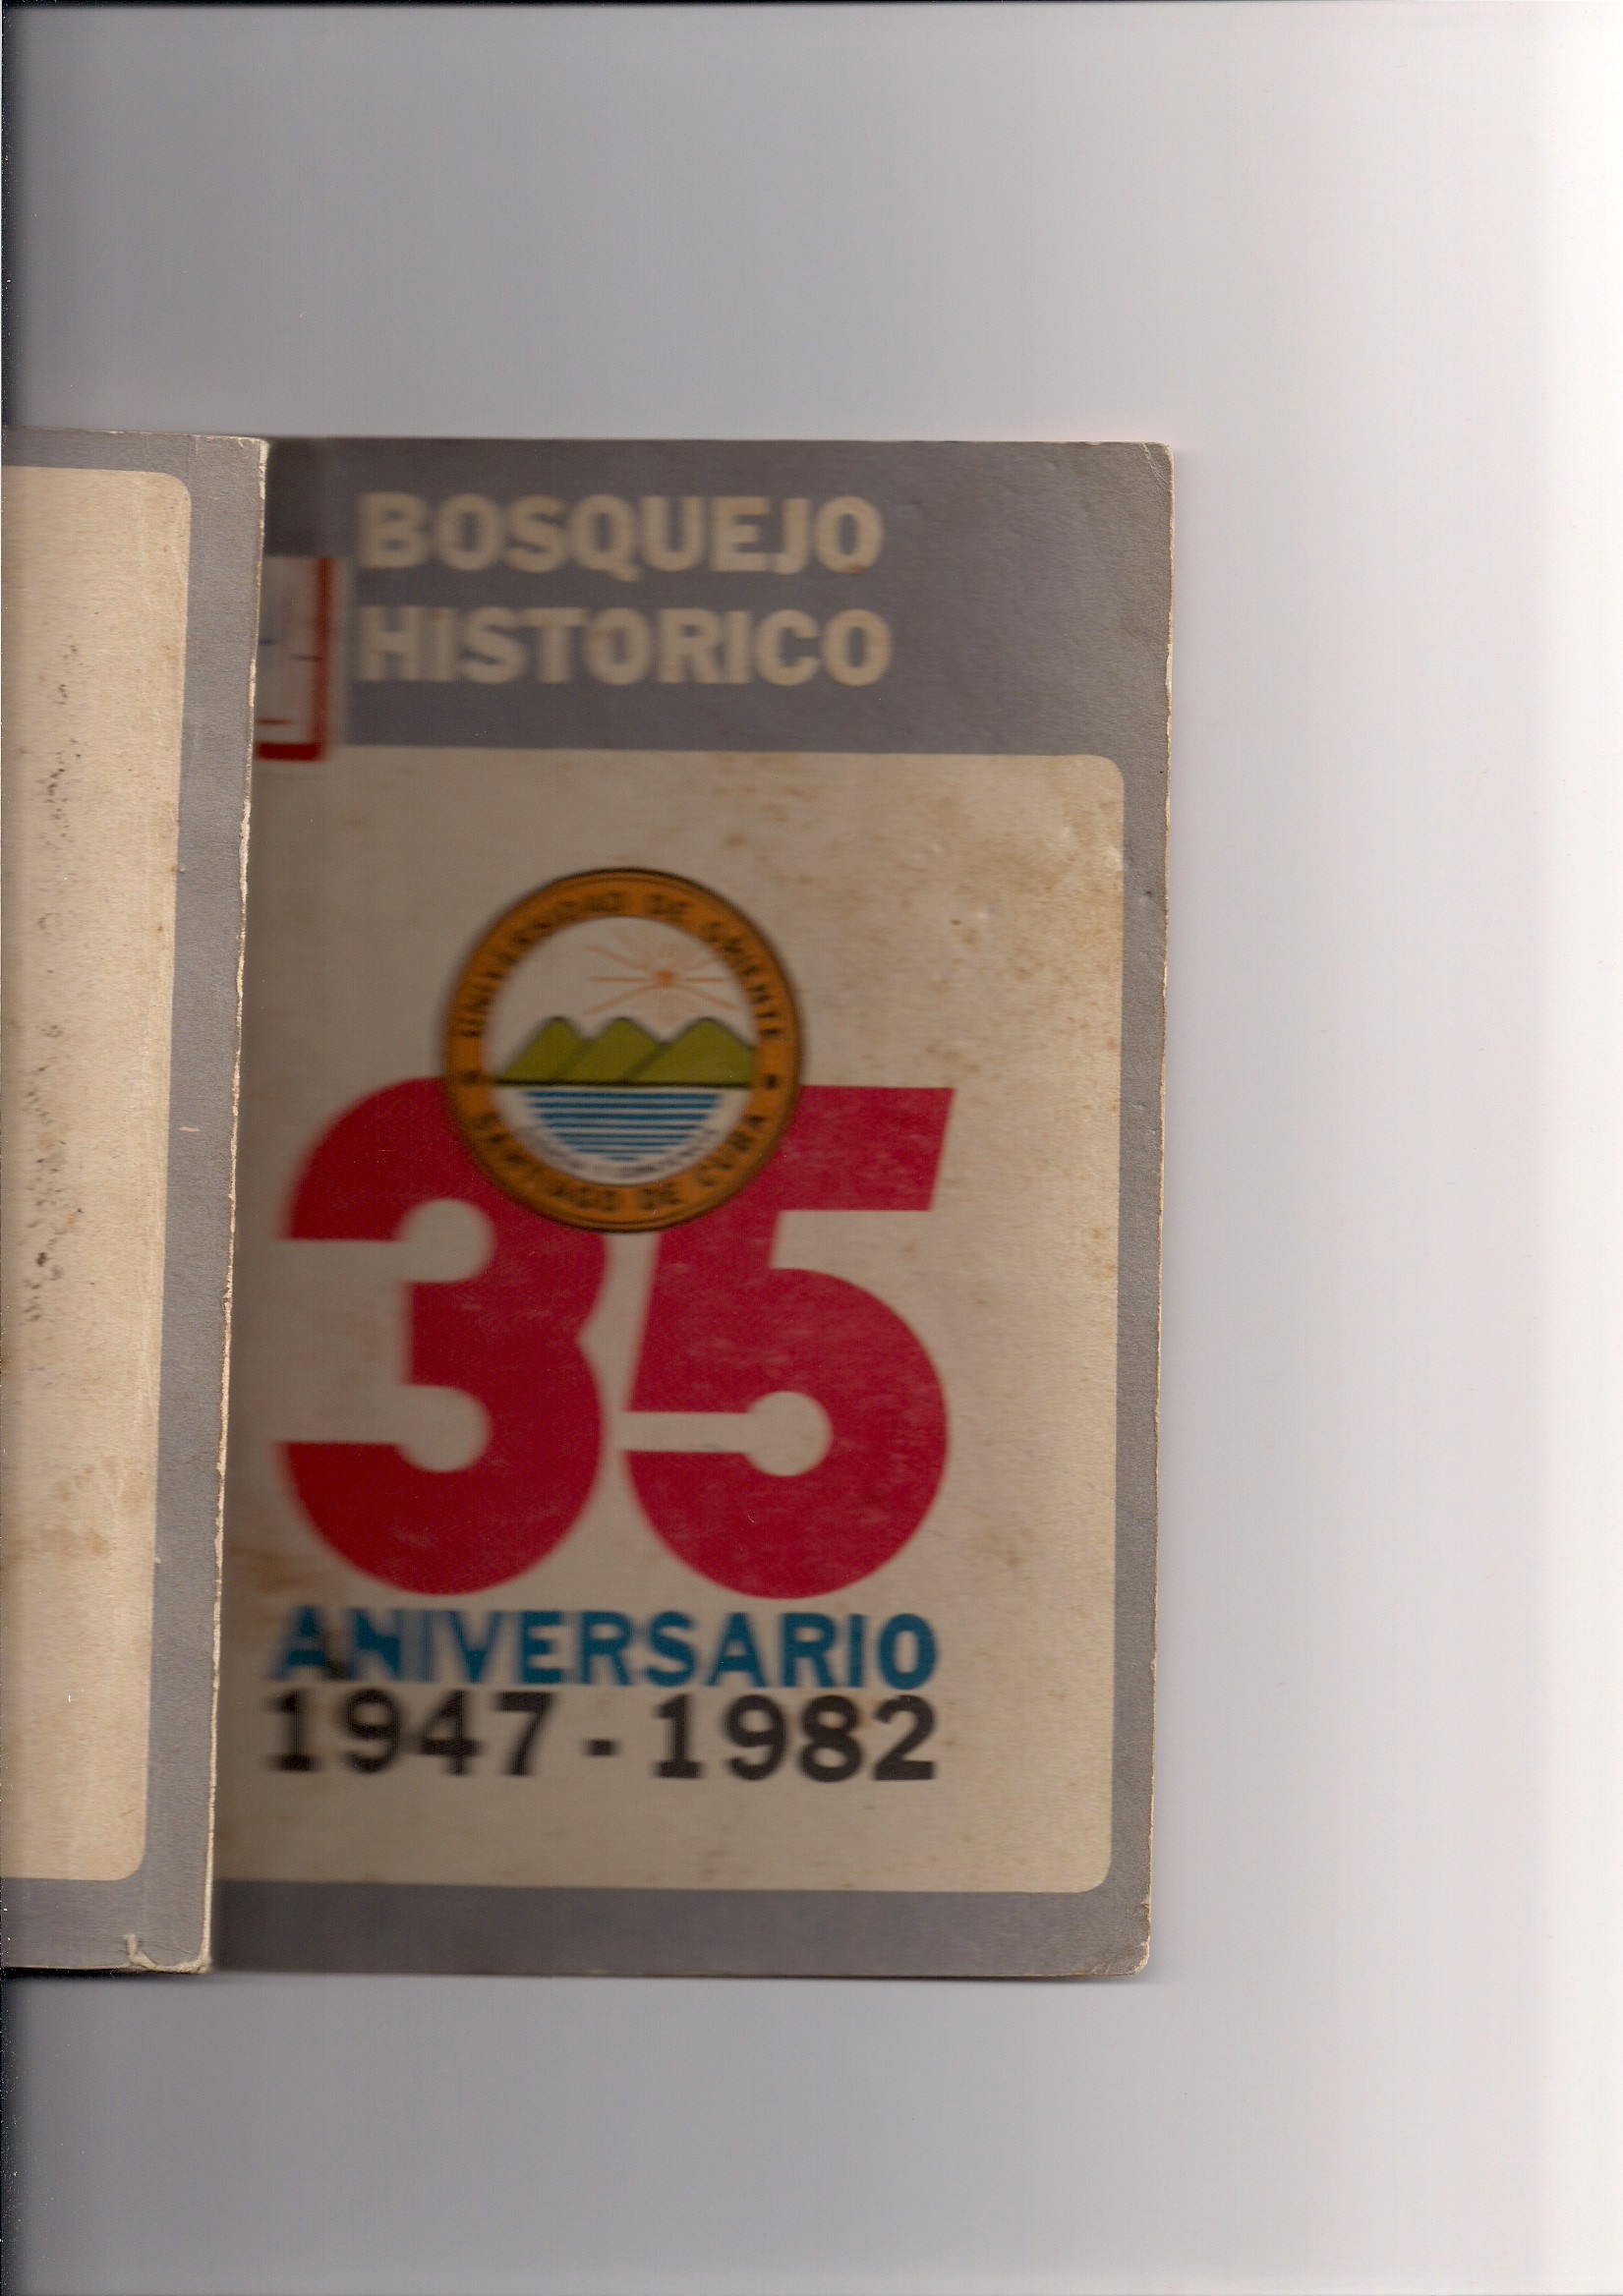 BOSQUEJO
HISTORICO
UNIVERSIDAD DE ORIENTE
SANTIAGO DE CUBA
35
ANIVERSARIO
1947 - 1982